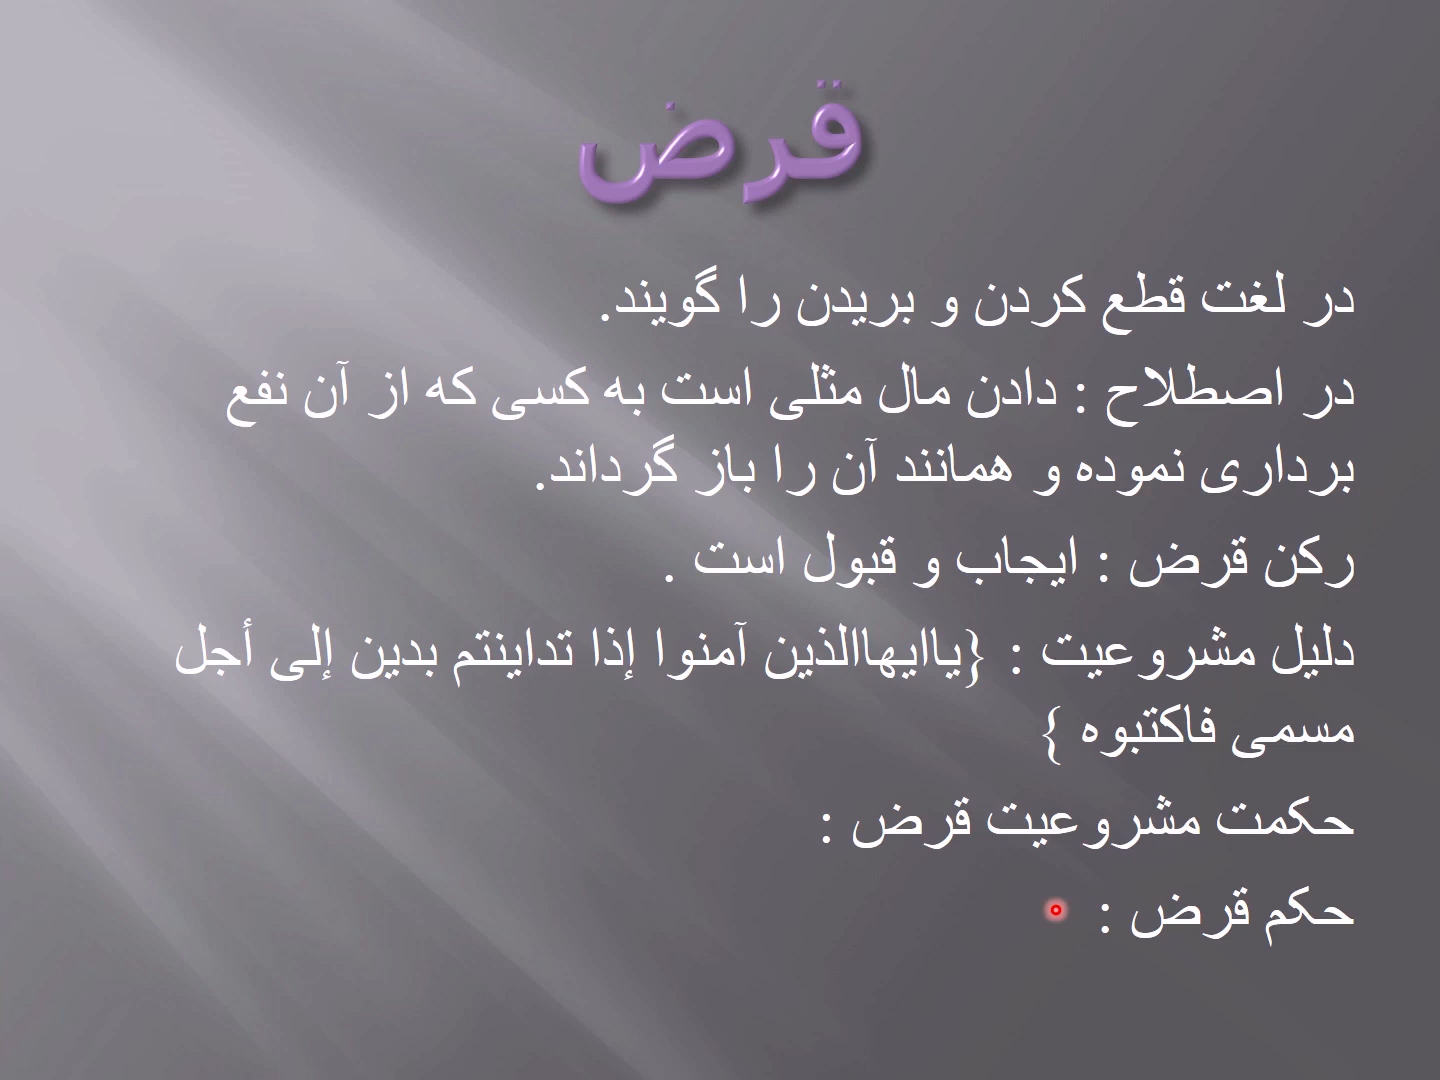 قرض
در لغت قطع کردن و بریدن را گویند.
در اصطلاح : دادن مال مثلی است به کسی که از آن نفع
برداری نموده و همانند آن را باز گرداند.
رکن قرض : ایجاب و قبول است .
دلیل مشروعیت : {یاایهاالذین آمنوا إذا تداینتم بدین إلی أجل
مسمی فاکتبوه }
حکمت مشروعیت قرض :
حکم قرض :